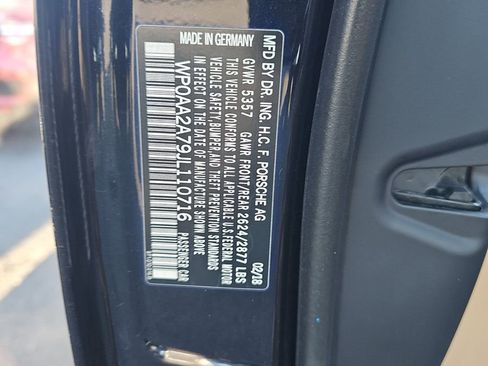 MFD BY DR. ING. H.C. F. PORSCHE AG
MADE IN GERMANY 02/18
GVWR 5357 GAWR FRONT/REAR 2624/2877 LBS
THIS VEHICLE CONFORMS TO ALL APPLICABLE U.S. FEDERAL MOTOR
VEHICLE SAFETY, BUMPER, AND THEFT PREVENTION STANDARDS
IN EFFECT ON THE DATE OF MANUFACTURE SHOWN ABOVE
WP0AA2A79JL110716 PASSENGER CAR